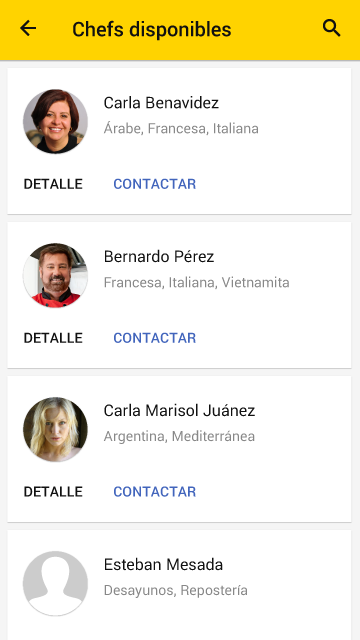 Chefs disponibles
Carla Benavidez
Árabe, Francesa, Italiana
DETALLE CONTACTAR
Bernardo Pérez
Francesa, Italiana, Vietnamita
DETALLE CONTACTAR
Carla Marisol Juánez
Argentina, Mediterránea
DETALLE CONTACTAR
Esteban Mesada
Desayunos, Repostería